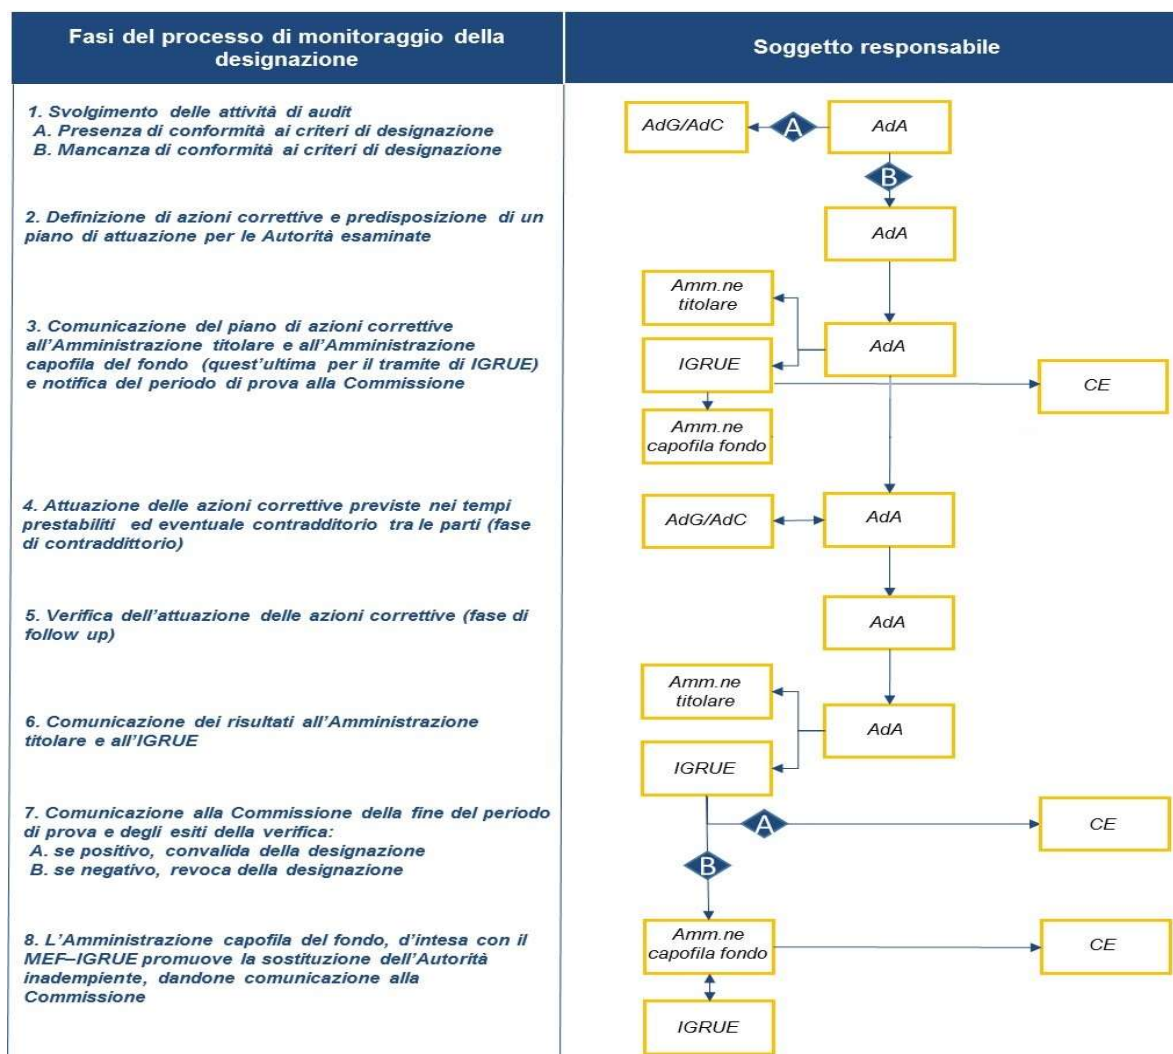 Fasi del processo di monitoraggio della
designazione
Soggetto responsabile
1. Svolgimento delle attività di audit
A. Presenza di conformità ai criteri di designazione
B. Mancanza di conformità ai criteri di designazione
AdG/AdC
A
AdA
B
2. Definizione di azioni correttive e predisposizione di un
piano di attuazione per le Autorità esaminate
AdA
3. Comunicazione del piano di azioni correttive
all'Amministrazione titolare e all'Amministrazione
capofila del fondo (quest'ultima per il tramite di IGRUE)
e notifica del periodo di prova alla Commissione
Amm.ne
titolare
AdA
IGRUE
CE
Amm.ne
capofila fondo
4. Attuazione delle azioni correttive previste nei tempi
prestabiliti ed eventuale contradditorio tra le parti (fase
di contraddittorio)
AdG/AdC
AdA
5. Verifica dell'attuazione delle azioni correttive (fase di
follow up)
AdA
6. Comunicazione dei risultati all'Amministrazione
titolare e all'IGRUE
Amm.ne
titolare
AdA
IGRUE
7. Comunicazione alla Commissione della fine del periodo
di prova e degli esiti della verifica:
A. se positivo, convalida della designazione
B. se negativo, revoca della designazione
A
CE
B
8. L'Amministrazione capofila del fondo, d'intesa con il
MEF–IGRUE promuove la sostituzione dell'Autorità
inadempiente, dandone comunicazione alla
Commissione
Amm.ne
capofila fondo
CE
IGRUE